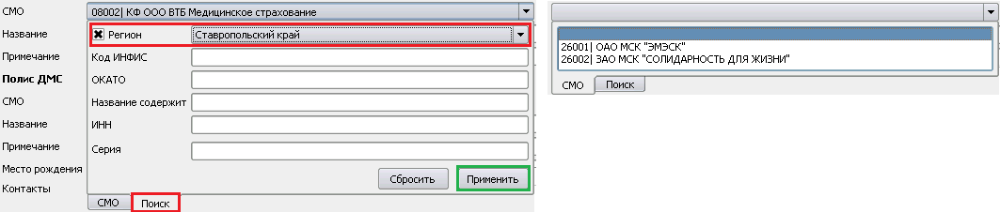 СМО 08002| КФ ООО ВТБ Медицинское страхование
Название Регион Ставропольский край
Примечание Код ИНФИС
Полис ДМС ОКАТО
СМО Название содержит
Название ИНН
Примечание Серия
Место рождения Сбросить Применить
Контакты
СМО Поиск
26001| ОАО МСК "ЭМЭСК"
26002| ЗАО МСК "СОЛИДАРНОСТЬ ДЛЯ ЖИЗНИ"
СМО Поиск